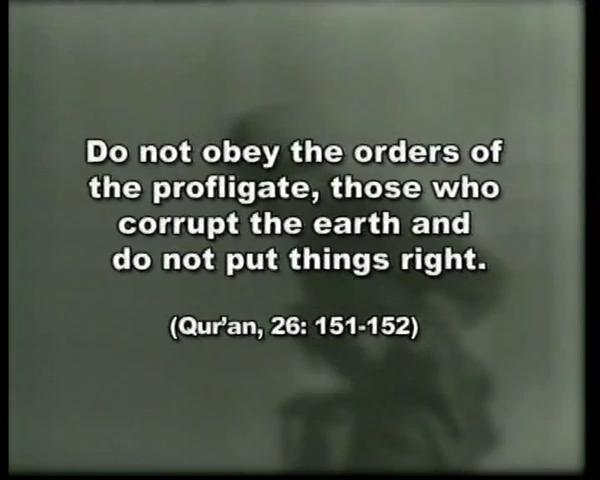 Do not obey the orders of
the profligate, those who
corrupt the earth and
do not put things right.
(Qur'an, 26: 151-152)